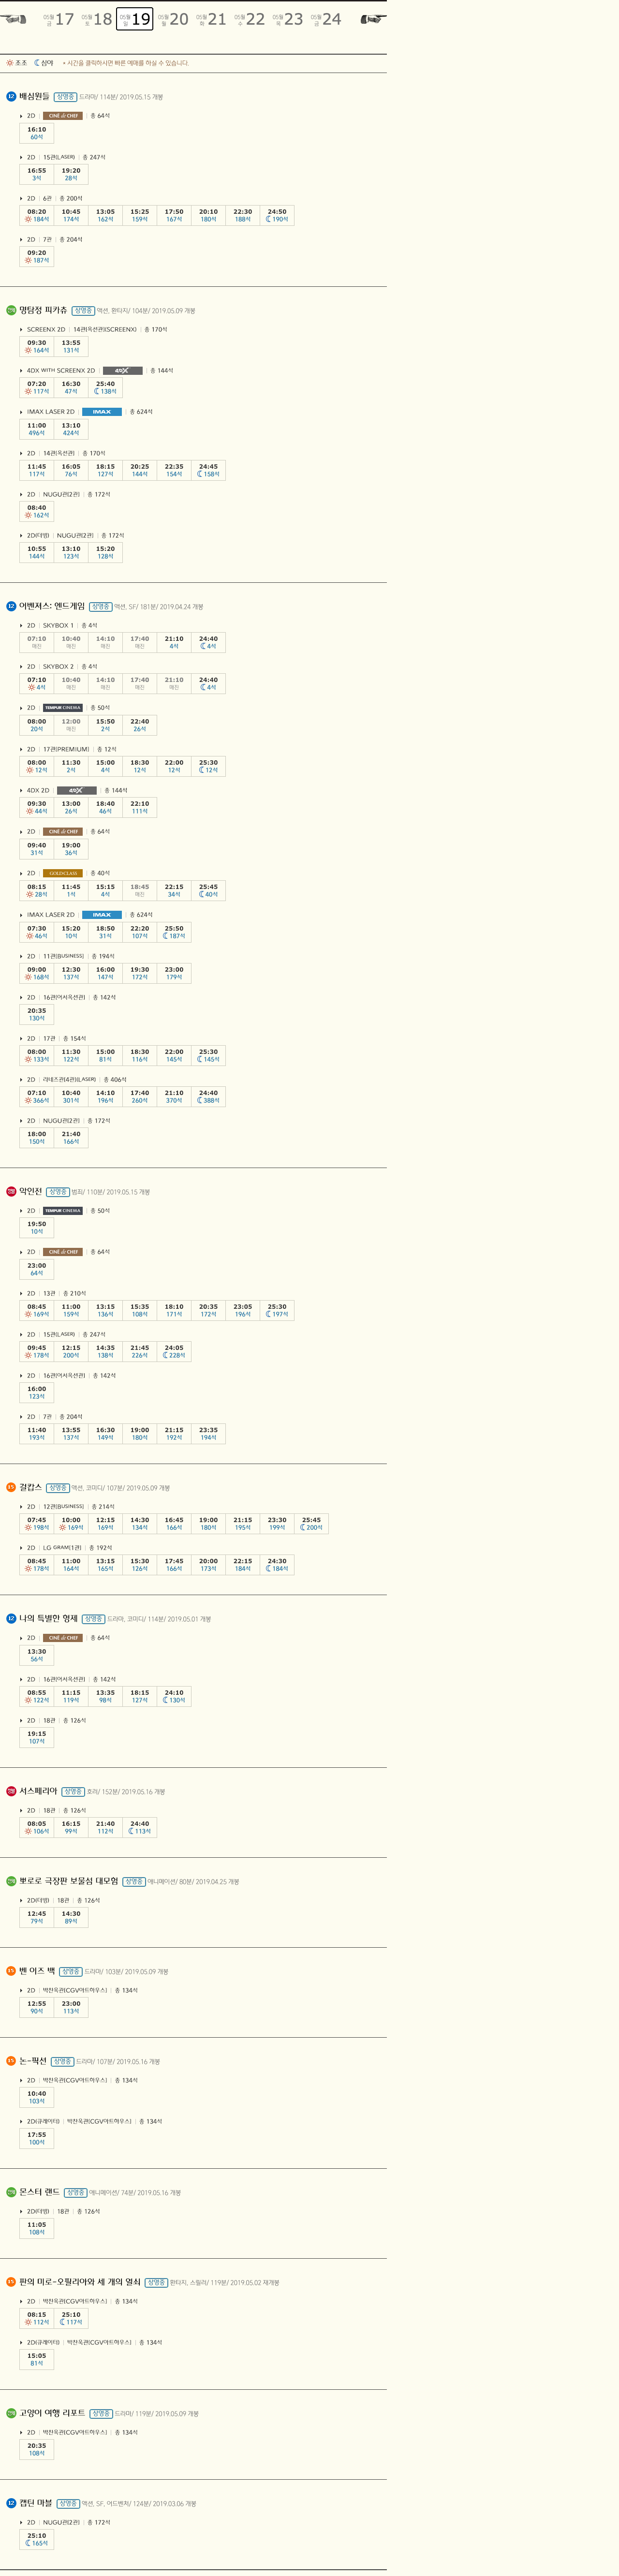 05월 금 17 05월 토 18 05월 일 19 05월 월 20 05월 화 21 05월 수 22 05월 목 23 05월 금 24
조조 심야 * 시간을 클릭하시면 빠른 예매를 하실 수 있습니다.
12 배심원들 상영중 드라마/ 114분/ 2019.05.15 개봉
2D | CINE de CHEF | 총 64석
16:10
60석
2D | 15관(LASER) | 총 247석
16:55 19:20
3석 28석
2D | 6관 | 총 200석
08:20 10:45 13:05 15:25 17:50 20:10 22:30 24:50
184석 174석 162석 159석 167석 180석 188석 190석
2D | 7관 | 총 204석
09:20
187석
명탐정 피카츄 상영중 액션, 판타지/ 104분/ 2019.05.09 개봉
SCREENX 2D | 14관[옥션관](SCREENX) | 총 170석
09:30 13:55
164석 131석
4DX WITH SCREENX 2D | 4DX | 총 144석
07:20 16:30 25:40
117석 47석 138석
IMAX LASER 2D | IMAX | 총 624석
11:00 13:10
496석 424석
2D | 14관[옥션관] | 총 170석
11:45 16:05 18:15 20:25 22:35 24:45
117석 76석 127석 144석 154석 158석
2D | NUGU관[2관] | 총 172석
08:40
162석
2D(더빙) | NUGU관[2관] | 총 172석
10:55 13:10 15:20
144석 123석 128석
12 어벤져스: 엔드게임 상영중 액션, SF/ 181분/ 2019.04.24 개봉
2D | SKYBOX 1 | 총 4석
07:10 10:40 14:10 17:40 21:10 24:40
매진 매진 매진 매진 4석 4석
2D | SKYBOX 2 | 총 4석
07:10 10:40 14:10 17:40 21:10 24:40
4석 매진 매진 매진 매진 4석
2D | TEMPUR CINEMA | 총 50석
08:00 12:00 15:50 22:40
20석 매진 2석 26석
2D | 17관[PREMIUM] | 총 12석
08:00 11:30 15:00 18:30 22:00 25:30
12석 2석 4석 12석 12석 12석
4DX 2D | 4DX | 총 144석
09:30 13:00 18:40 22:10
44석 26석 46석 111석
2D | CINE de CHEF | 총 64석
09:40 19:00
31석 36석
2D | GOLDCLASS | 총 40석
08:15 11:45 15:15 18:45 22:15 25:45
28석 1석 4석 매진 34석 40석
IMAX LASER 2D | IMAX | 총 624석
07:30 15:20 18:50 22:20 25:50
46석 10석 31석 107석 187석
2D | 11관[BUSINESS] | 총 194석
09:00 12:30 16:00 19:30 23:00
168석 137석 147석 172석 179석
2D | 16관[어서옥션관] | 총 142석
20:35
130석
2D | 17관 | 총 154석
08:00 11:30 15:00 18:30 22:00 25:30
133석 122석 81석 116석 145석 145석
2D | 리네스관[4관](LASER) | 총 406석
07:10 10:40 14:10 17:40 21:10 24:40
366석 301석 196석 260석 370석 388석
2D | NUGU관[2관] | 총 172석
18:00 21:40
150석 166석
악인전 상영중 범죄/ 110분/ 2019.05.15 개봉
2D | TEMPUR CINEMA | 총 50석
19:50
10석
2D | CINE de CHEF | 총 64석
23:00
64석
2D | 13관 | 총 210석
08:45 11:00 13:15 15:35 18:10 20:35 23:05 25:30
169석 159석 136석 108석 171석 172석 196석 197석
2D | 15관(LASER) | 총 247석
09:45 12:15 14:35 21:45 24:05
178석 200석 138석 226석 228석
2D | 16관[어서옥션관] | 총 142석
16:00
123석
2D | 7관 | 총 204석
11:40 13:55 16:30 19:00 21:15 23:35
193석 137석 149석 180석 192석 194석
15 걸캅스 상영중 액션, 코미디/ 107분/ 2019.05.09 개봉
2D | 12관[BUSINESS] | 총 214석
07:45 10:00 12:15 14:30 16:45 19:00 21:15 23:30 25:45
198석 169석 169석 134석 166석 180석 195석 199석 200석
2D | LG GRAM(1관) | 총 192석
08:45 11:00 13:15 15:30 17:45 20:00 22:15 24:30
178석 164석 165석 126석 166석 173석 184석 184석
12 나의 특별한 형제 상영중 드라마, 코미디/ 114분/ 2019.05.01 개봉
2D | CINE de CHEF | 총 64석
13:30
56석
2D | 16관[어서옥션관] | 총 142석
08:55 11:15 13:35 18:15 24:10
122석 119석 98석 127석 130석
2D | 18관 | 총 126석
19:15
107석
서스페리아 상영중 호러/ 152분/ 2019.05.16 개봉
2D | 18관 | 총 126석
08:05 16:15 21:40 24:40
106석 99석 112석 113석
뽀로로 극장판 보물섬 대모험 상영중 애니메이션/ 80분/ 2019.04.25 개봉
2D(더빙) | 18관 | 총 126석
12:45 14:30
79석 89석
15 벤 이즈 백 상영중 드라마/ 103분/ 2019.05.09 개봉
2D | 박찬욱관[CGV아트하우스] | 총 134석
12:55 23:00
90석 113석
15 논-픽션 상영중 드라마/ 107분/ 2019.05.16 개봉
2D | 박찬욱관[CGV아트하우스] | 총 134석
10:40
103석
2D(큐레이터) | 박찬욱관[CGV아트하우스] | 총 134석
17:55
100석
몬스터 랜드 상영중 애니메이션/ 74분/ 2019.05.16 개봉
2D(더빙) | 18관 | 총 126석
11:05
108석
15 판의 미로-오필리아와 세 개의 열쇠 상영중 판타지, 스릴러/ 119분/ 2019.05.02 재개봉
2D | 박찬욱관[CGV아트하우스] | 총 134석
08:15 25:10
112석 117석
2D(큐레이터) | 박찬욱관[CGV아트하우스] | 총 134석
15:05
81석
고양이 여행 리포트 상영중 드라마/ 119분/ 2019.05.09 개봉
2D | 박찬욱관[CGV아트하우스] | 총 134석
20:35
108석
12 캡틴 마블 상영중 액션, SF, 어드벤처/ 124분/ 2019.03.06 개봉
2D | NUGU관[2관] | 총 172석
25:10
165석